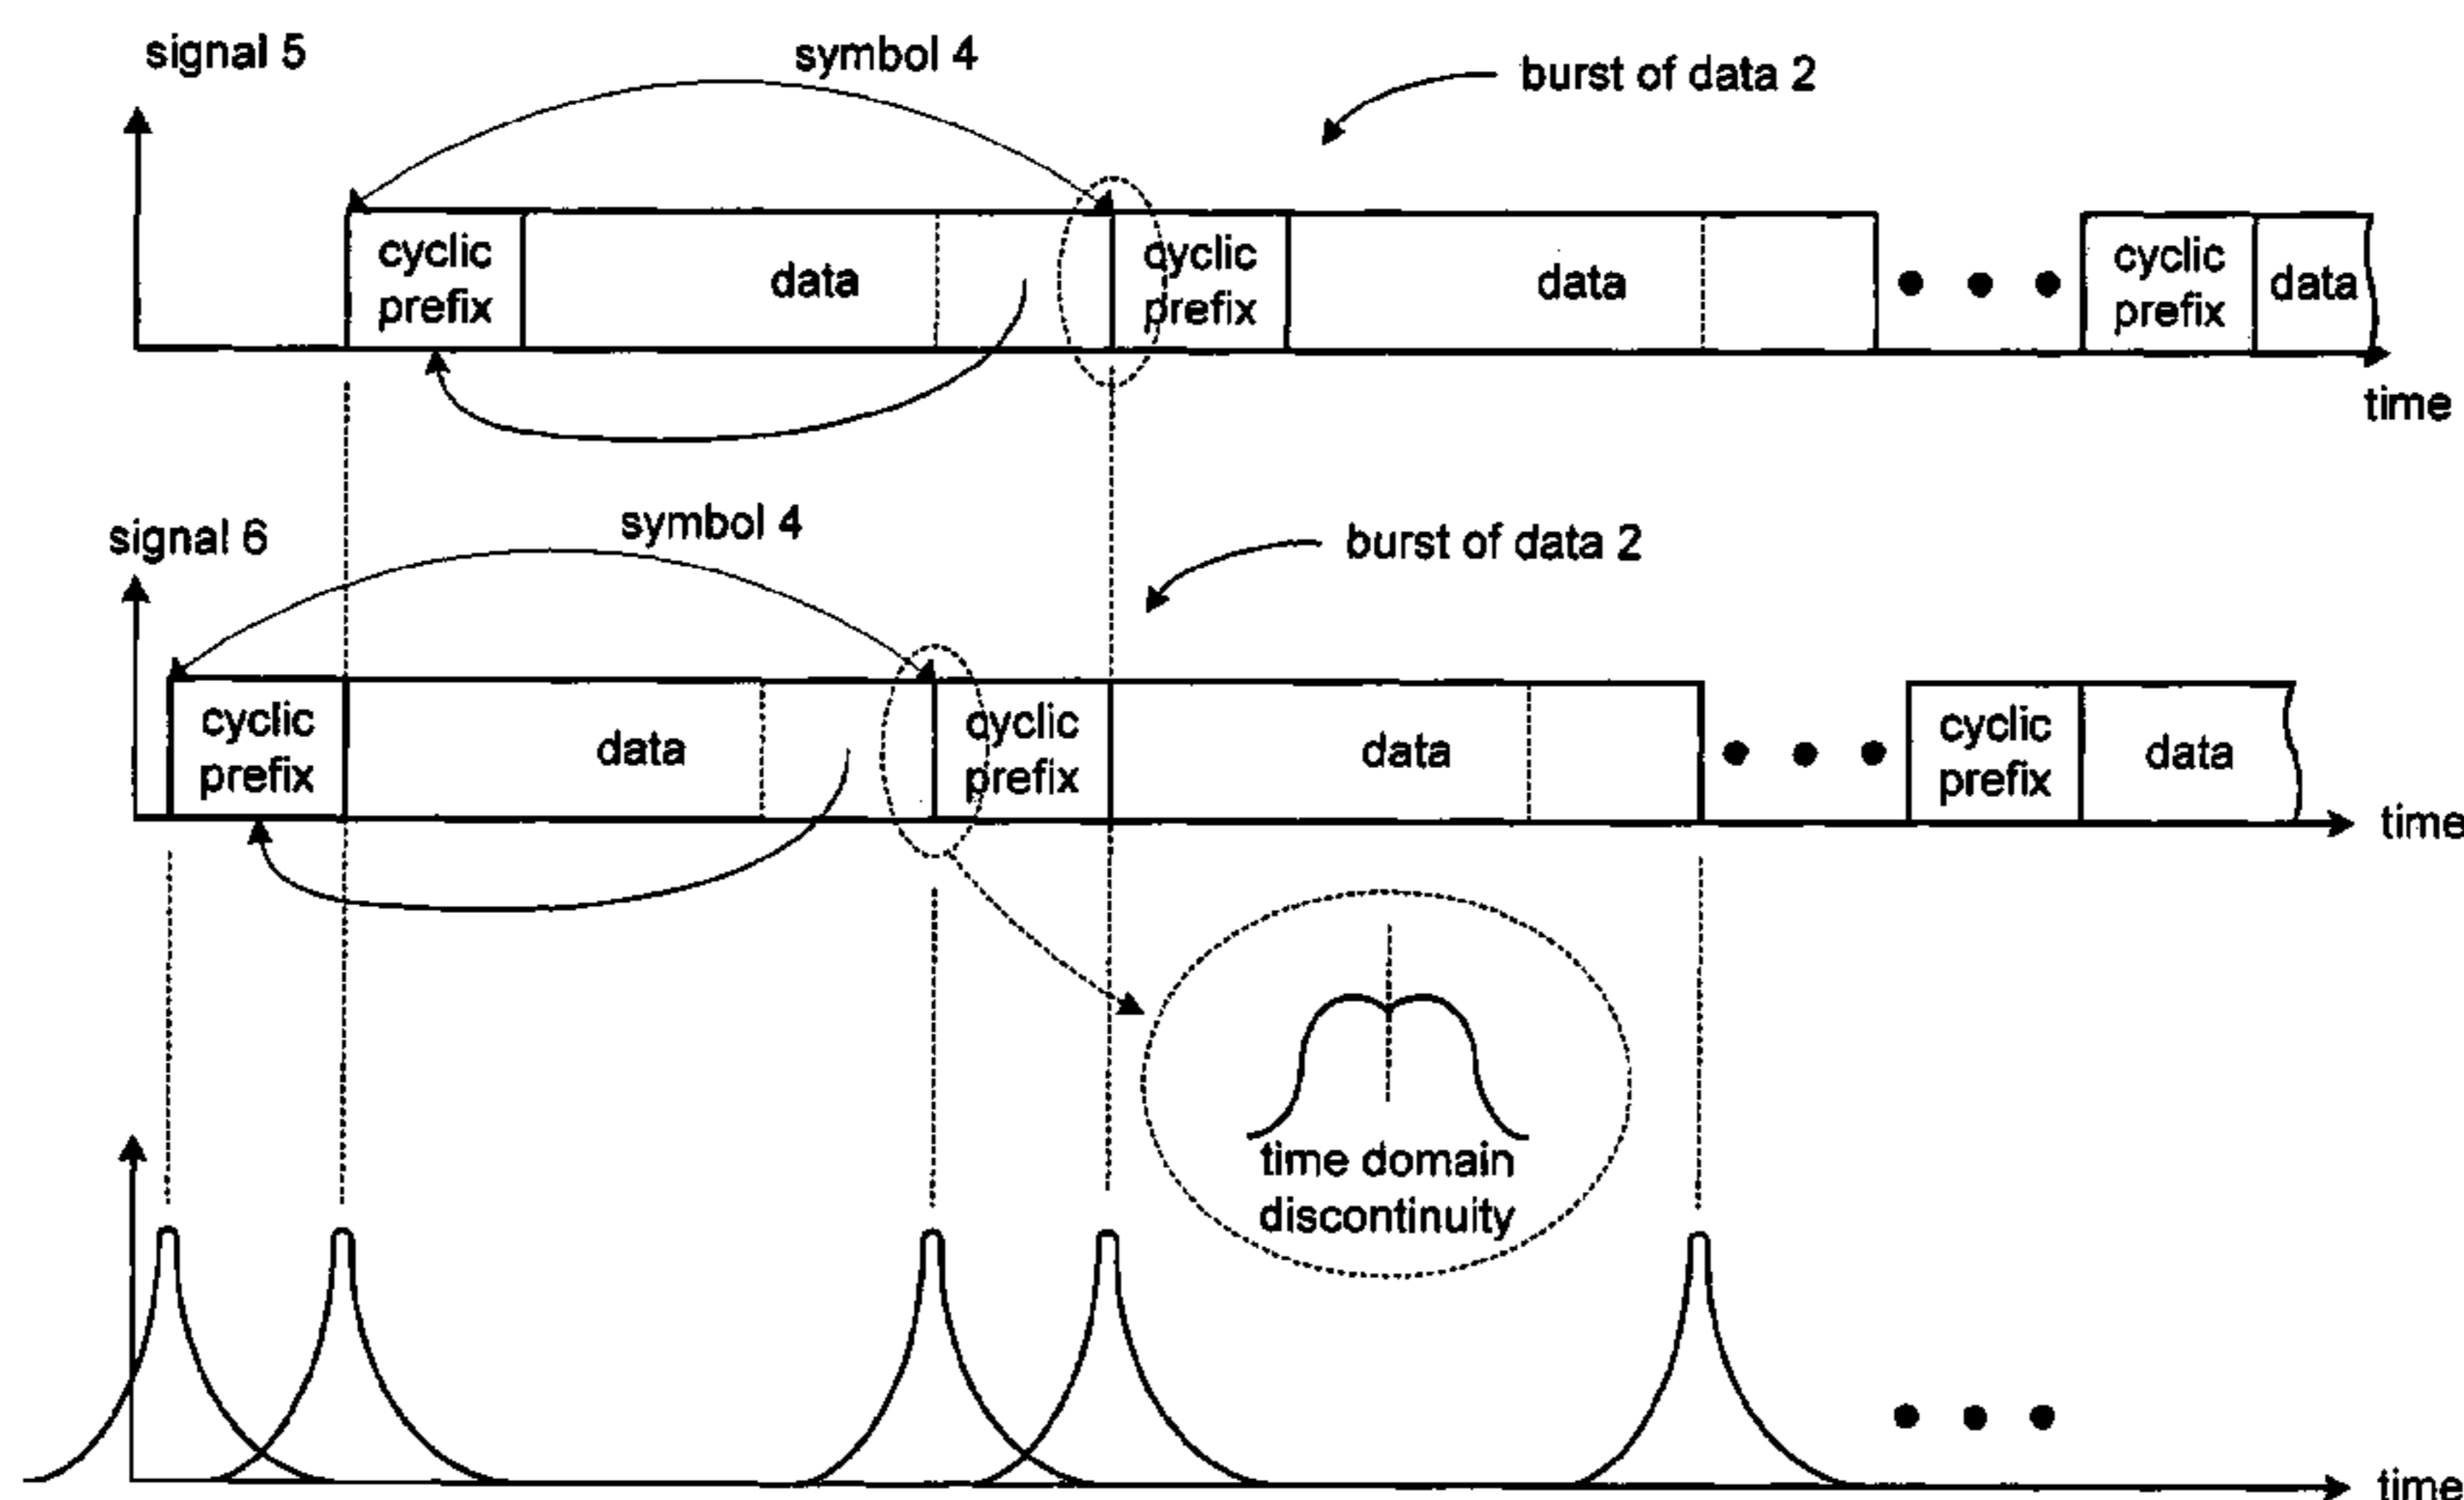 signal 5
symbol 4
burst of data 2
cyclic
prefix
data
cyclic
prefix
data
cyclic
prefix
data
time
signal 6
symbol 4
burst of data 2
cyclic
prefix
data
cyclic
prefix
data
cyclic
prefix
data
time
time domain
discontinuity
time